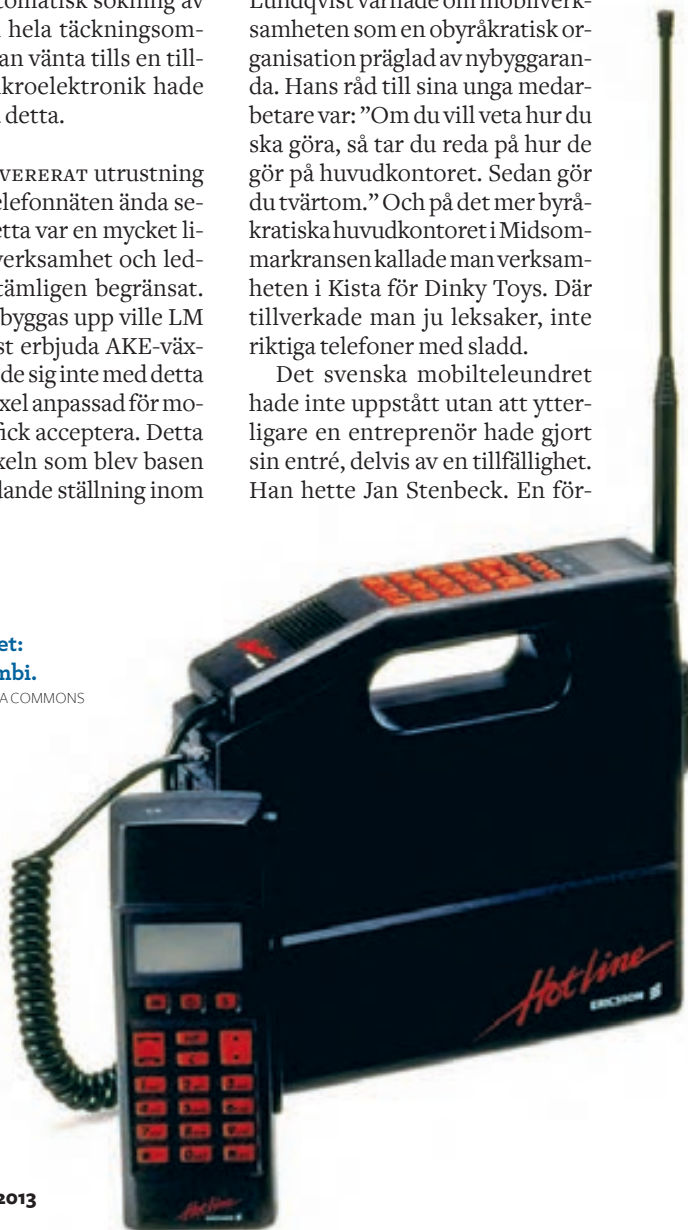 tomatisk sökning av
hela täckningsom-
an vänta tills en till-
kroelektronik hade
detta.
VERERAT utrustning
elefonnäten ända se-
etta var en mycket li-
verksamhet och led-
tämligen begränsat.
byggas upp ville LM
st erbjuda AKE-väx-
de sig inte med detta
xel anpassad för mo-
fick acceptera. Detta
xeln som blev basen
lande ställning inom
et:
mbi.
A COMMONS
Lundqvist värnade om mobilverk-
samheten som en obyråkratisk or-
ganisation präglad av nybyggaran-
da. Hans råd till sina unga medar-
betare var: ”Om du vill veta hur du
ska göra, så tar du reda på hur de
gör på huvudkontoret. Sedan gör
du tvärtom.” Och på det mer byrå-
kratiska huvudkontoret i Midsom-
markransen kallade man verksam-
heten i Kista för Dinky Toys. Där
tillverkade man ju leksaker, inte
riktiga telefoner med sladd.
Det svenska mobilteleundret
hade inte uppstått utan att ytter-
ligare en entreprenör hade gjort
sin entré, delvis av en tillfällighet.
Han hette Jan Stenbeck. En för-
Hotline
ERICSSON
Hotline
2013